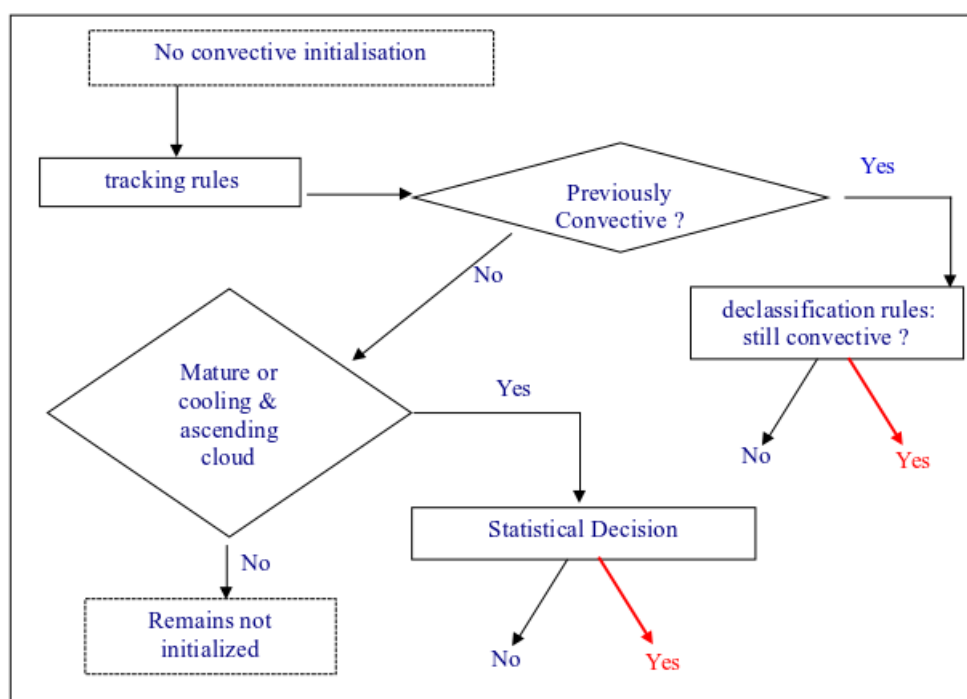 No convective initialisation
tracking rules
Previously
Convective ?
Yes
No
declassification rules:
still convective ?
No
Yes
Mature or
cooling &
ascending
cloud
Yes
Statistical Decision
No
Yes
No
Remains not
initialized